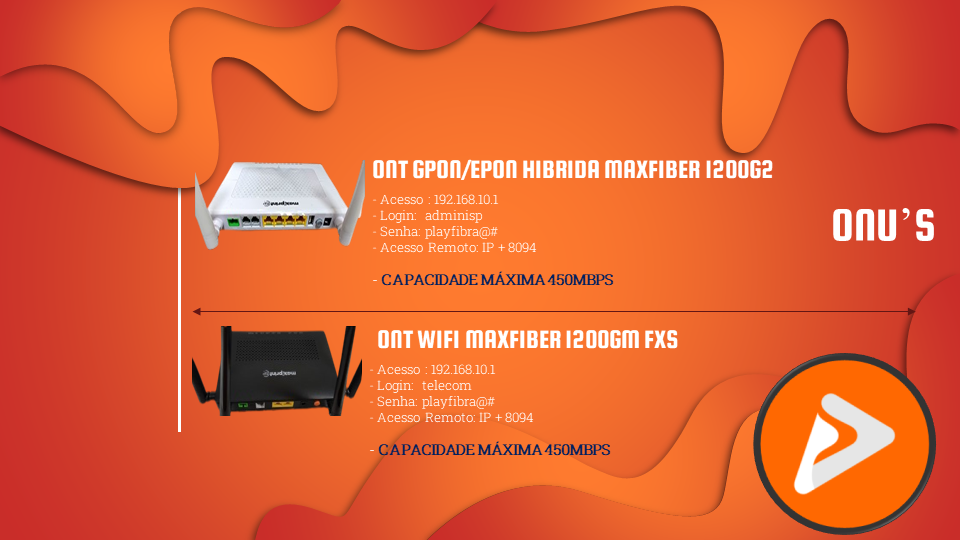 ONT GPON/EPON HIBRIDA MAXFIBER 1200G2
- Acesso : 192.168.10.1
- Login: adminisp
- Senha: playfibra@#
- Acesso Remoto: IP + 8094
- CAPACIDADE MÁXIMA 450MBPS
ONU'S
ONT WIFI MAXFIBER 1200GM FXS
- Acesso : 192.168.10.1
- Login: telecom
- Senha: playfibra@#
- Acesso Remoto: IP + 8094
- CAPACIDADE MÁXIMA 450MBPS
maxprint
maxprint